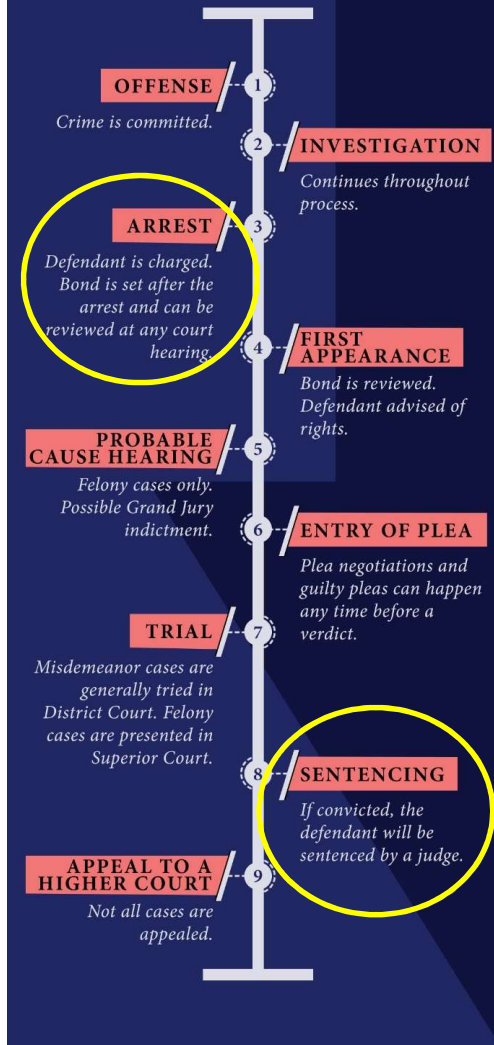 1
OFFENSE
Crime is committed.
2
INVESTIGATION
Continues throughout
process.
3
ARREST
Defendant is charged.
Bond is set after the
arrest and can be
reviewed at any court
hearing.
4
FIRST
APPEARANCE
Bond is reviewed.
Defendant advised of
rights.
5
PROBABLE
CAUSE HEARING
Felony cases only.
Possible Grand Jury
indictment.
6
ENTRY OF PLEA
Plea negotiations and
guilty pleas can happen
any time before a
verdict.
7
TRIAL
Misdemeanor cases are
generally tried in
District Court. Felony
cases are presented in
Superior Court.
8
SENTENCING
If convicted, the
defendant will be
sentenced by a judge.
9
APPEAL TO A
HIGHER COURT
Not all cases are
appealed.